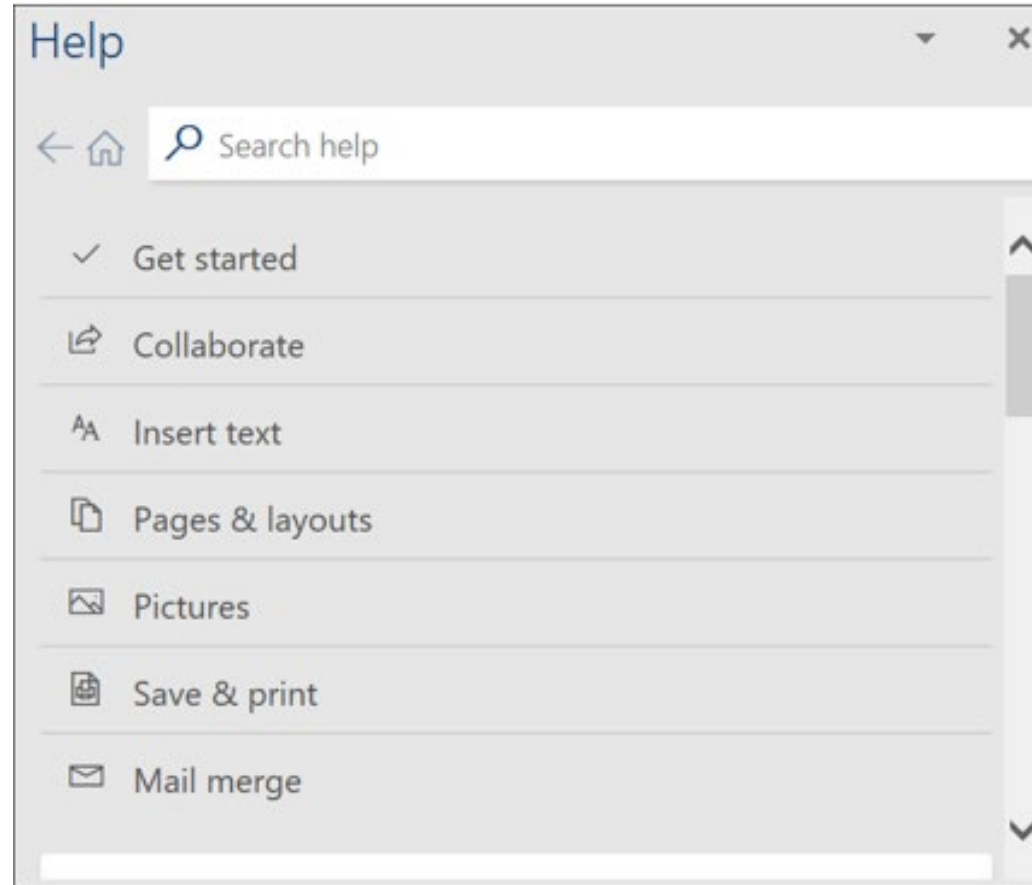 Help
Search help
Get started
Collaborate
Insert text
Pages & layouts
Pictures
Save & print
Mail merge